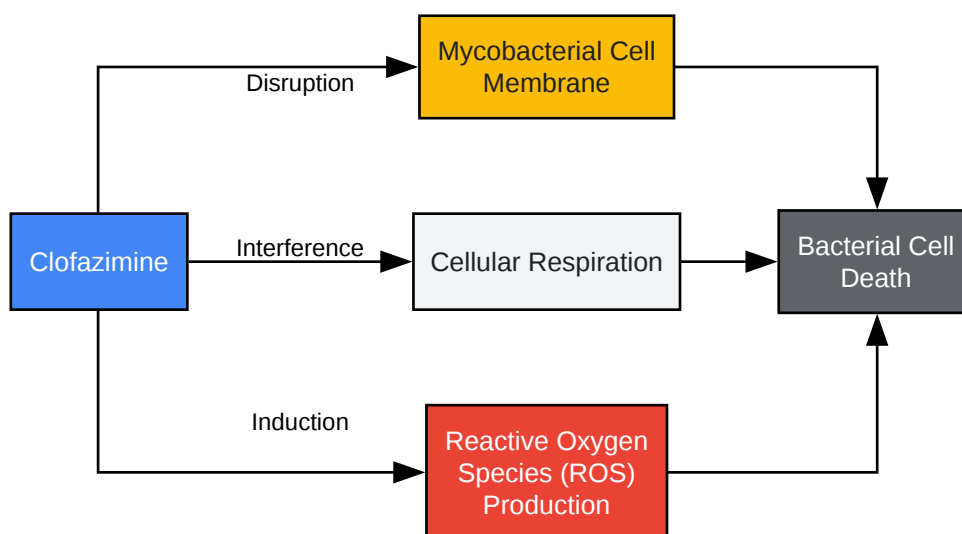 Mycobacterial Cell
Membrane
Disruption
Clofazimine
Interference
Cellular Respiration
Bacterial Cell
Death
Induction
Reactive Oxygen
Species (ROS)
Production